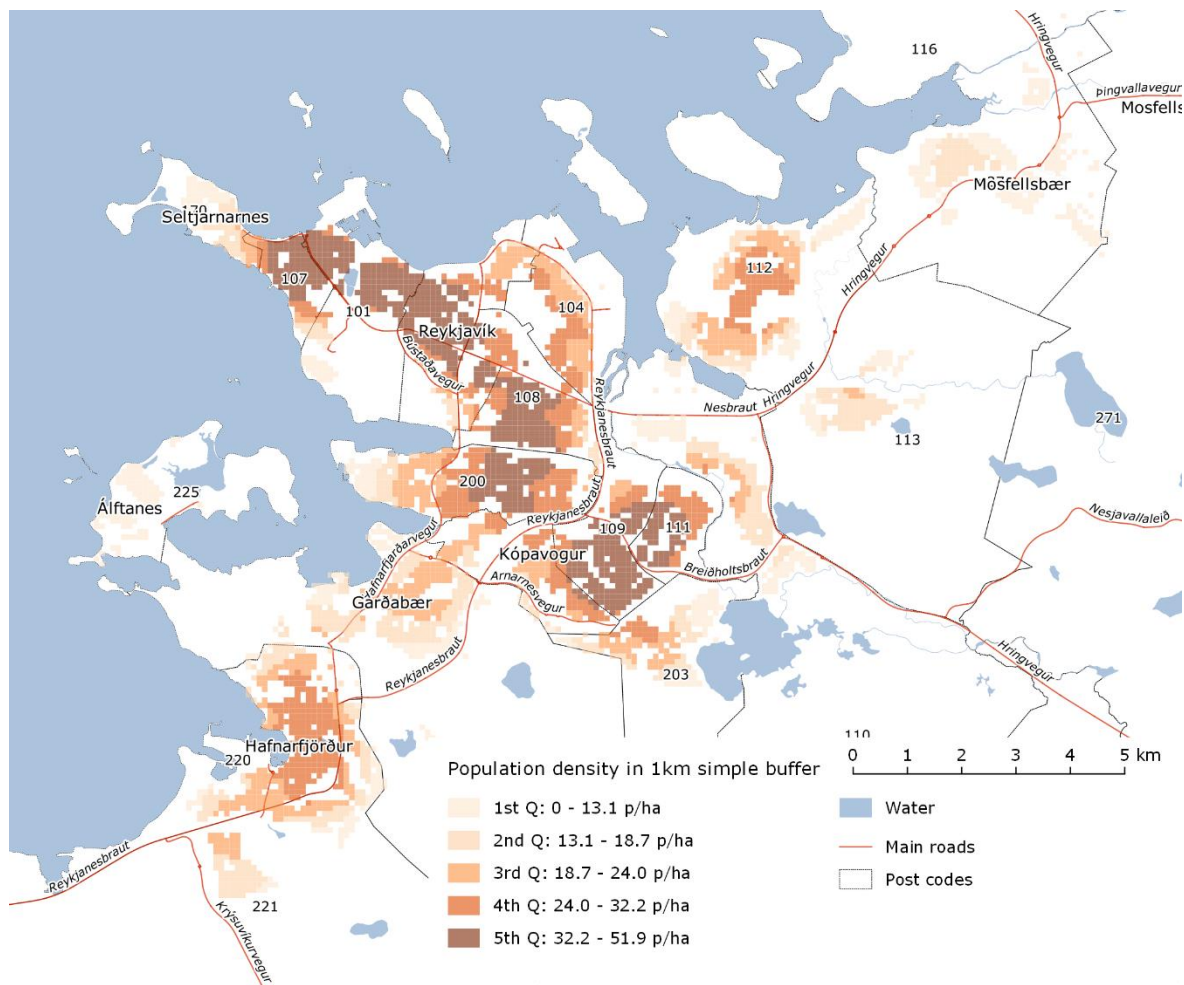 116
Hringvegur
Þingvallavegur
Mosfells
Mosfellsbær
170
Seltjarnarnes
107
101
Reykjavík
104
112
Bústaðavegur
108
Reykjanesbraut
Nesbraut
Hringvegur
Hringvegur
113
271
200
225
Álftanes
Reykjanesbraut
109
111
Kópavogur
Breiðholtsbraut
Nesjavallaleið
Hafnarfjarðarvegur
Arnarnesvegur
Garðabær
Reykjanesbraut
203
Hringvegur
110
Hafnarfjörður
220
Reykjanesbraut
221
Krýsuvíkurvegur
Population density in 1km simple buffer
1st Q: 0 - 13.1 p/ha
2nd Q: 13.1 - 18.7 p/ha
3rd Q: 18.7 - 24.0 p/ha
4th Q: 24.0 - 32.2 p/ha
5th Q: 32.2 - 51.9 p/ha
0 1 2 3 4 5 km
Water
Main roads
Post codes